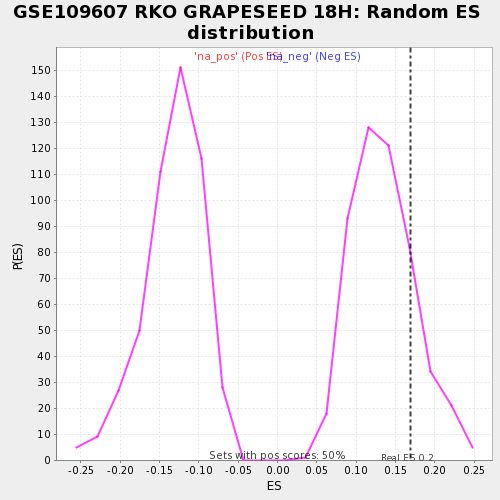 GSE109607 RKO GRAPESEED 18H: Random ES
distribution
'na_pos' (Pos ES)
'na_neg' (Neg ES)
P(ES)
150
140
130
120
110
100
90
80
70
60
50
40
30
20
10
0
Sets with pos scores: 50%
Real ES 0.2
-0.25 -0.20 -0.15 -0.10 -0.05 0.00 0.05 0.10 0.15 0.20 0.25
ES